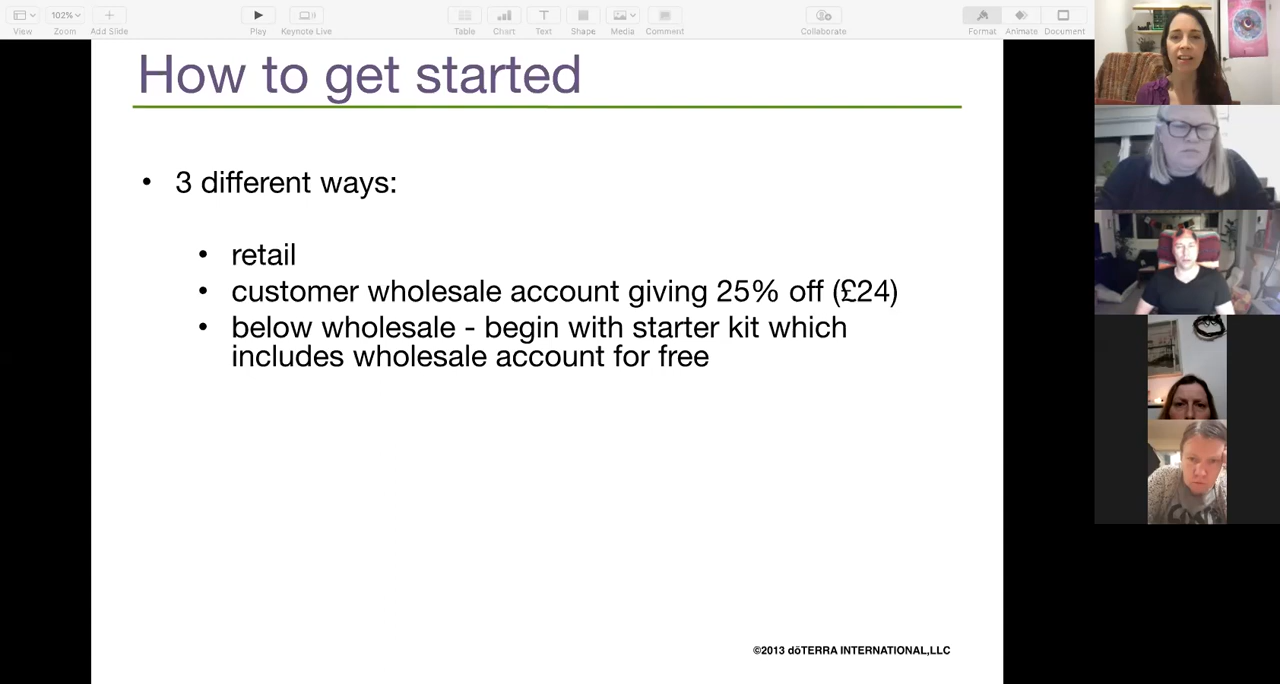 102%
View
Zoom
Add Slide
Play
Keynote Live
Table
Chart
Text
Shape
Media
Comment
Collaborate
Format
Animate
Document
How to get started
• 3 different ways:
• retail
• customer wholesale account giving 25% off (£24)
• below wholesale - begin with starter kit which
includes wholesale account for free
©2013 dōTERRA INTERNATIONAL,LLC